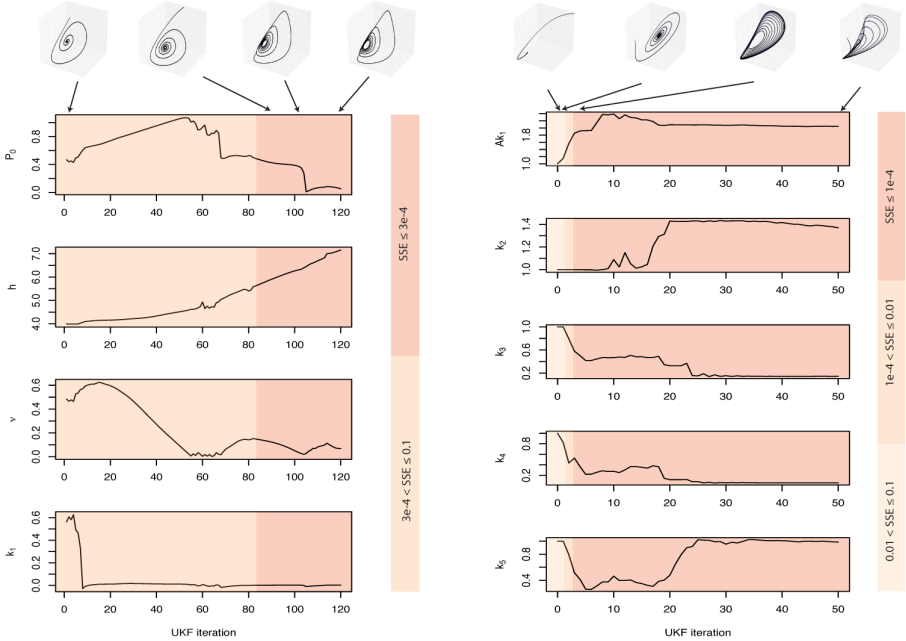 P0
0.0 0.4 0.8
0 20 40 60 80 100 120
h
4.0 5.0 6.0 7.0
0 20 40 60 80 100 120
ν
0.0 0.2 0.4 0.6
0 20 40 60 80 100 120
k1
0.0 0.2 0.4 0.6
0 20 40 60 80 100 120
UKF iteration
SSE ≤ 3e-4
3e-4 < SSE ≤ 0.1
Ak1
1.0 1.4 1.8
0 10 20 30 40 50
k2
1.0 1.2 1.4
0 10 20 30 40 50
k3
0.2 0.6 1.0
0 10 20 30 40 50
k4
0.2 0.8
0 10 20 30 40 50
k5
0.4 0.8
0 10 20 30 40 50
UKF iteration
SSE ≤ 1e-4
1e-4 < SSE ≤ 0.01
0.01 < SSE ≤ 0.1